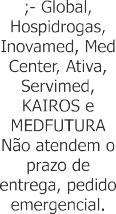 ;- Global,
Hospidrogas,
Inovamed, Med
Center, Ativa,
Servimed,
KAIROS e
MEDFUTURA
Não atendem o
prazo de
entrega, pedido
emergencial.